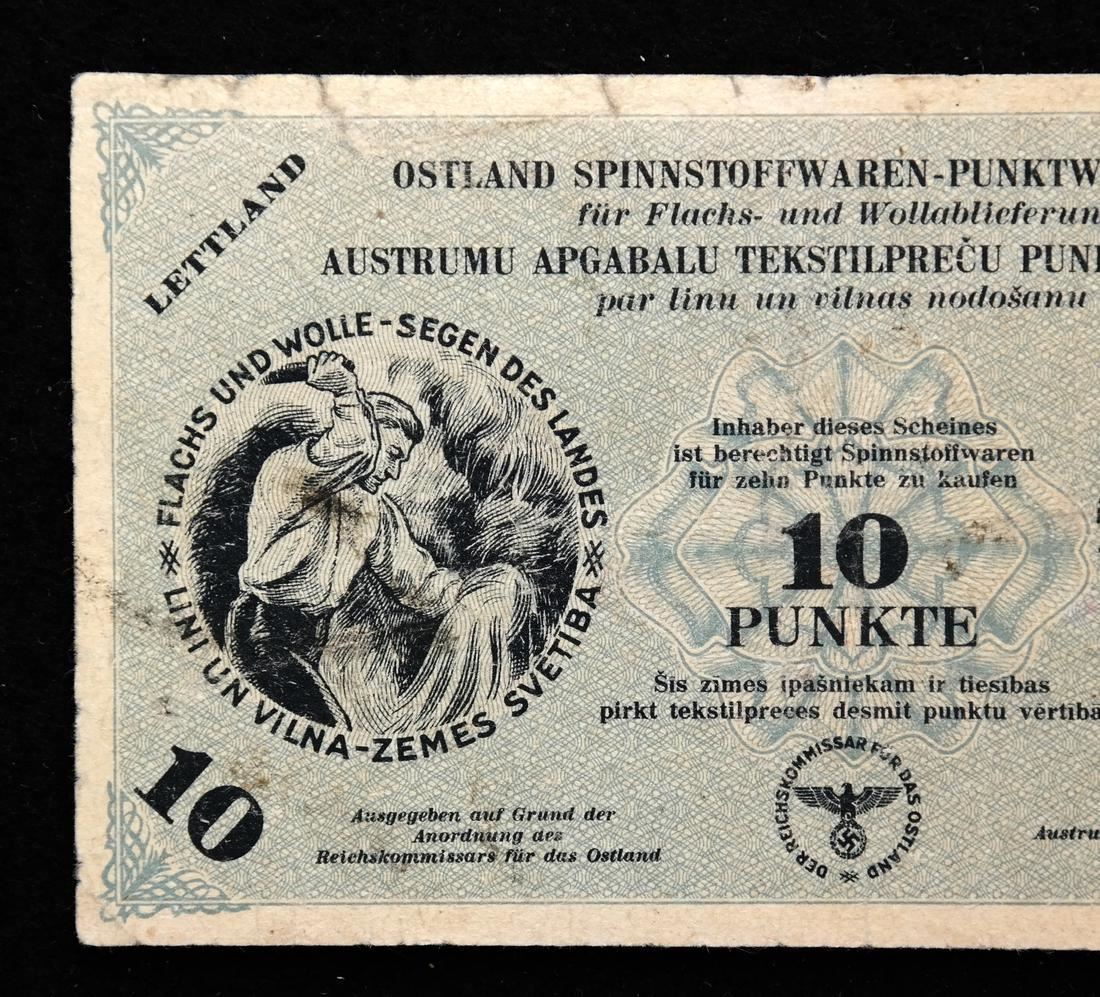 LETTLAND
OSTLAND SPINNSTOFFWAREN-PUNKTW
für Flachs- und Wollablieferun
AUSTRUMU APGABALU TEKSTILPREČU PUN
par linu un vilnas nodošanu
FLACHS UND WOLLE-SEGEN DES LANDES
LINI UN VILNA-ZEMES SVĒTIBA
Inhaber dieses Scheines
ist berechtigt Spinnstoffwaren
für zehn Punkte zu kaufen
10
PUNKTE
Šīs zīmes īpašniekam ir tiesības
pirkt tekstilpreces desmit punktu vērtība
10
Ausgegeben auf Grund der
Anordnung des
Reichskommissars für das Ostland
DER REICHSKOMMISSAR FÜR DAS OSTLAND
Austru